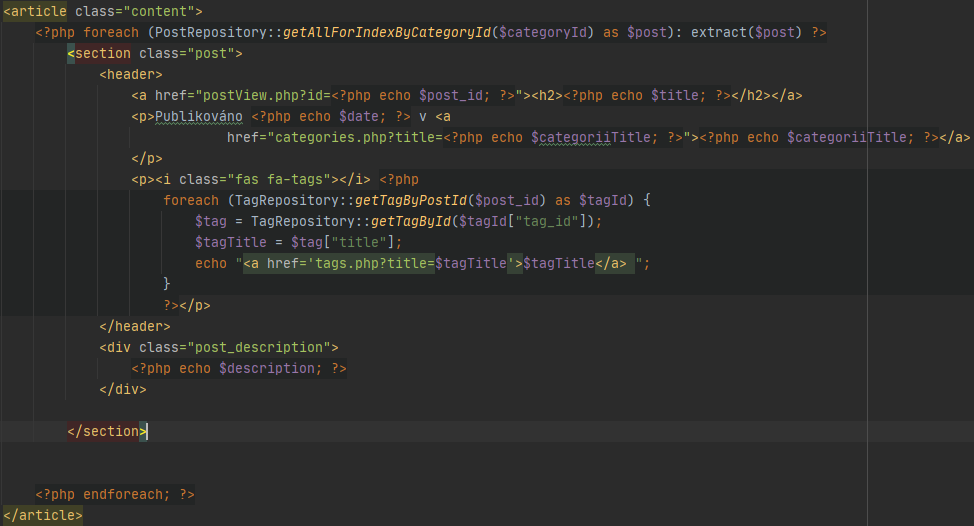 <article class="content">
<?php foreach (PostRepository::getAllForIndexByCategoryId($categoryId) as $post): extract($post) ?>
<section class="post">
<header>
<a href="postView.php?id=<?php echo $post_id; ?>"><h2><?php echo $title; ?></h2></a>
<p>Publikováno <?php echo $date; ?> v <a
href="categories.php?title=<?php echo $categoriiTitle; ?>"><?php echo $categoriiTitle; ?></a>
</p>
<p><i class="fas fa-tags"></i> <?php
foreach (TagRepository::getTagByPostId($post_id) as $tagId) {
$tag = TagRepository::getTagById($tagId["tag_id"]);
$tagTitle = $tag["title"];
echo "<a href='tags.php?title=$tagTitle'>$tagTitle</a> ";
}
?></p>
</header>
<div class="post_description">
<?php echo $description; ?>
</div>
</section>
<?php endforeach; ?>
</article>